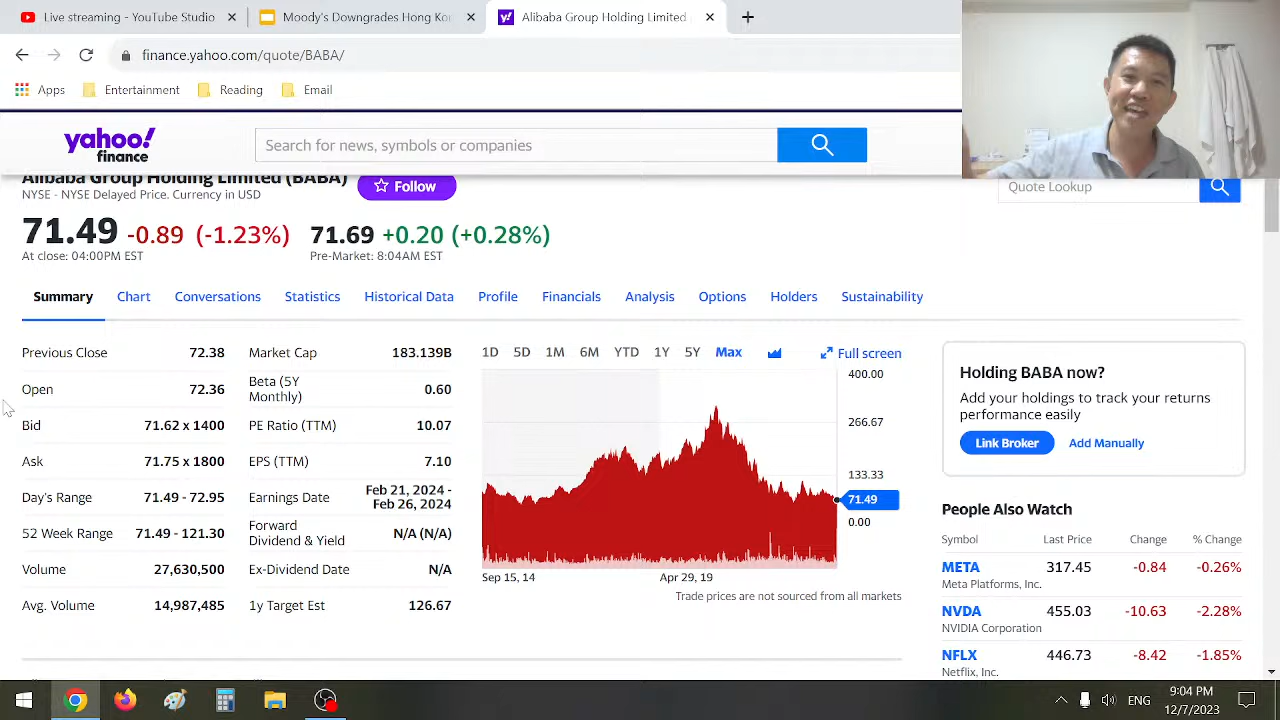 Live streaming - YouTube Studio
Moody's Downgrades Hong Ko
Alibaba Group Holding Limited
finance.yahoo.com/quote/BABA/
Apps
Entertainment
Reading
Email
yahoo!
finance
Search for news, symbols or companies
Alibaba Group Holding Limited (BABA)
Follow
Quote Lookup
NYSE - NYSE Delayed Price. Currency in USD
71.49 -0.89 (-1.23%)
71.69 +0.20 (+0.28%)
At close: 04:00PM EST
Pre-Market: 8:04AM EST
Summary
Chart
Conversations
Statistics
Historical Data
Profile
Financials
Analysis
Options
Holders
Sustainability
Previous Close 72.38
Open 72.36
Bid 71.62 x 1400
Ask 71.75 x 1800
Day's Range 71.49 - 72.95
52 Week Range 71.49 - 121.30
Volume 27,630,500
Avg. Volume 14,987,485
Market Cap 183.139B
Beta (5Y
Monthly) 0.60
PE Ratio (TTM) 10.07
EPS (TTM) 7.10
Earnings Date Feb 21, 2024 -
Feb 26, 2024
Forward
Dividend & Yield N/A (N/A)
Ex-Dividend Date N/A
1y Target Est 126.67
1D 5D 1M 6M YTD 1Y 5Y Max
Full screen
400.00
266.67
133.33
71.49
0.00
Sep 15, 14
Apr 29, 19
Trade prices are not sourced from all markets
Holding BABA now?
Add your holdings to track your returns
performance easily
Link Broker
Add Manually
People Also Watch
Symbol Last Price Change % Change
META 317.45 -0.84 -0.26%
Meta Platforms, Inc.
NVDA 455.03 -10.63 -2.28%
NVIDIA Corporation
NFLX 446.73 -8.42 -1.85%
Netflix, Inc.
ENG
9:04 PM
12/7/2023